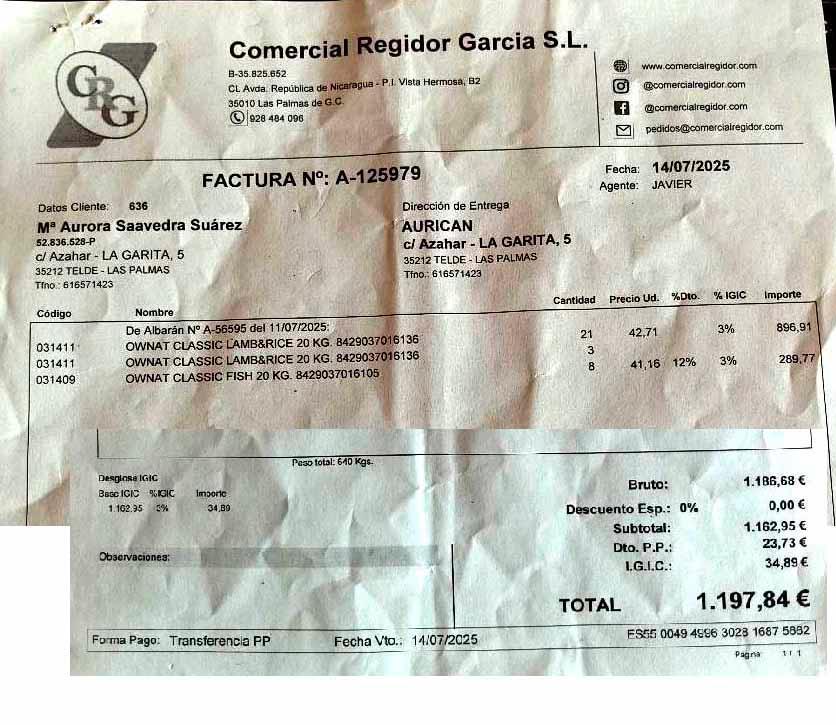 GRG
Comercial Regidor Garcia S.L.
B-35.825.652
CL Avda. República de Nicaragua - P.I. Vista Hermosa, B2
35010 Las Palmas de G.C.
928 484 096
www.comercialregidor.com
@comercialregidor.com
@comercialregidor.com
pedidos@comercialregidor.com
FACTURA Nº: A-125979
Fecha: 14/07/2025
Agente: JAVIER
Datos Cliente: 636
Mª Aurora Saavedra Suárez
52.836.528-P
c/ Azahar - LA GARITA, 5
35212 TELDE - LAS PALMAS
Tfno.: 616571423
Dirección de Entrega
AURICAN
c/ Azahar - LA GARITA, 5
35212 TELDE - LAS PALMAS
Tfno.: 616571423
Código Nombre Cantidad Precio Ud. %Dto. % IGIC Importe
De Albarán Nº A-56595 del 11/07/2025:
031411 OWNAT CLASSIC LAMB&RICE 20 KG. 8429037016136 21 42,71 3% 896,91
031411 OWNAT CLASSIC LAMB&RICE 20 KG. 8429037016136 3
031409 OWNAT CLASSIC FISH 20 KG. 8429037016105 8 41,16 12% 3% 289,77
Peso total: 640 Kgs.
Desglose IGIC
Base IGIC %IGIC Importe
1.162,95 3% 34,89
Observaciones:
Bruto: 1.186,68 €
Descuento Esp.: 0% 0,00 €
Subtotal: 1.162,95 €
Dto. P.P.: 23,73 €
I.G.I.C.: 34,89 €
TOTAL 1.197,84 €
Forma Pago: Transferencia PP Fecha Vto.: 14/07/2025 ES55 0049 4996 3028 1687 5682
Página 1 / 1